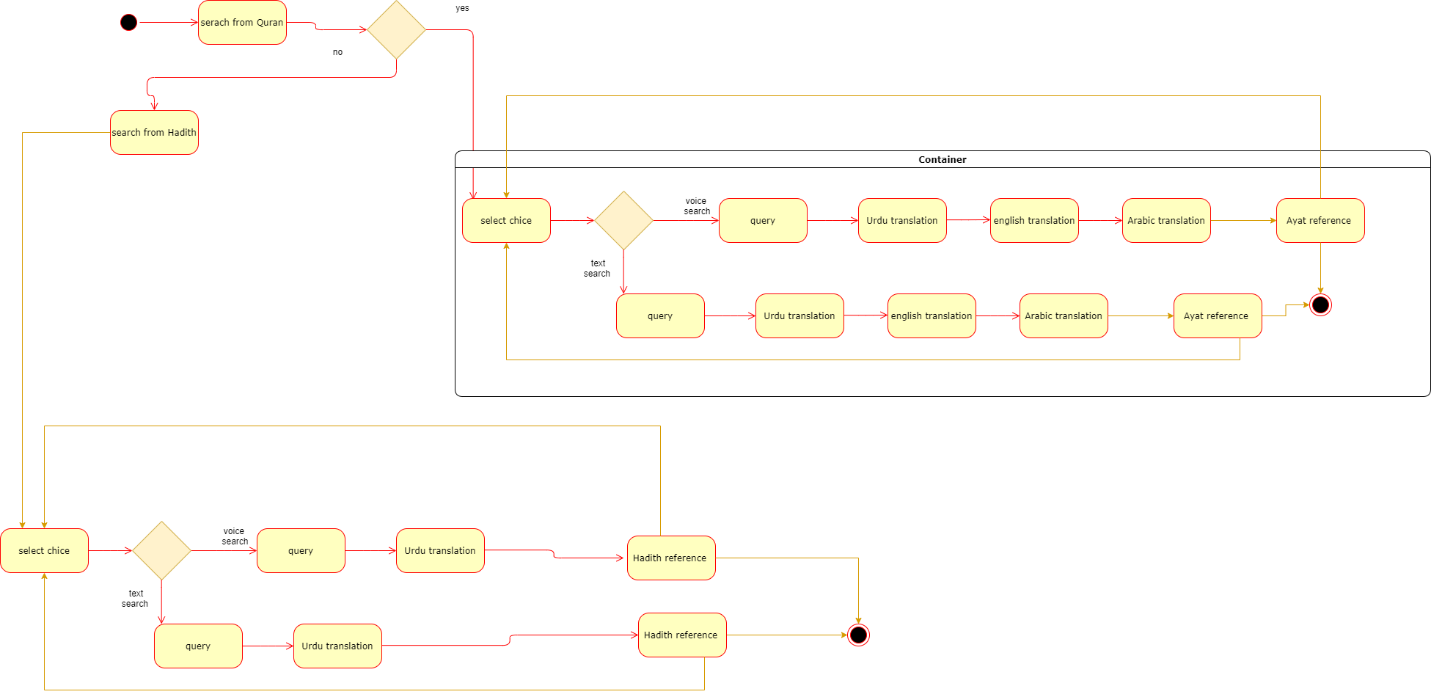 yes
serach from Quran
no
search from Hadith
Container
select chice
voice
search
query
Urdu translation
english translation
Arabic translation
Ayat reference
text
search
query
Urdu translation
english translation
Arabic translation
Ayat reference
select chice
voice
search
query
Urdu translation
Hadith reference
text
search
query
Urdu translation
Hadith reference